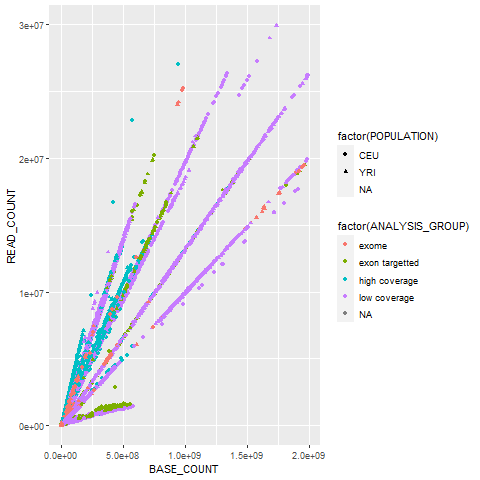 3e+07
2e+07
1e+07
0e+00
READ_COUNT
0.0e+00 5.0e+08 1.0e+09 1.5e+09 2.0e+09
BASE_COUNT
factor(POPULATION)
CEU
YRI
NA
factor(ANALYSIS_GROUP)
exome
exon targetted
high coverage
low coverage
NA